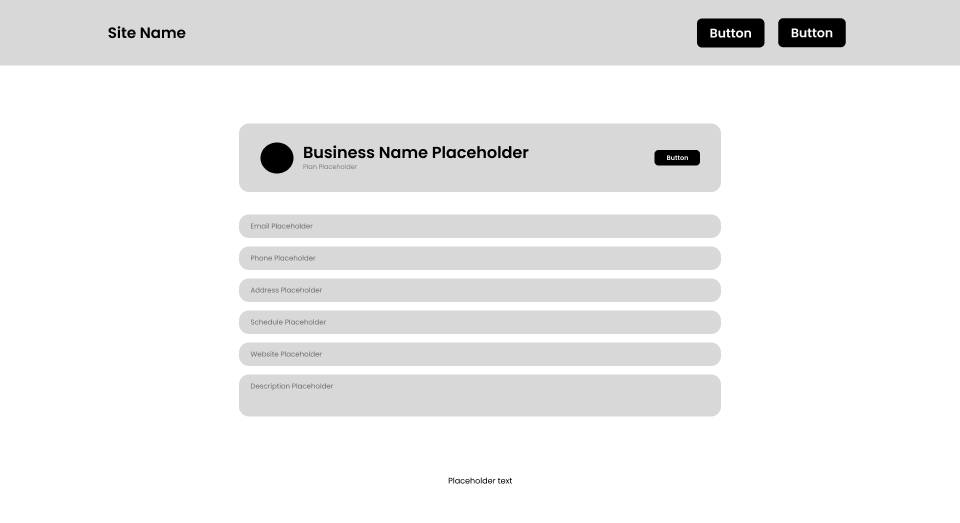 Site Name
Button
Button
Business Name Placeholder
Plan Placeholder
Button
Email Placeholder
Phone Placeholder
Address Placeholder
Schedule Placeholder
Website Placeholder
Description Placeholder
Placeholder text